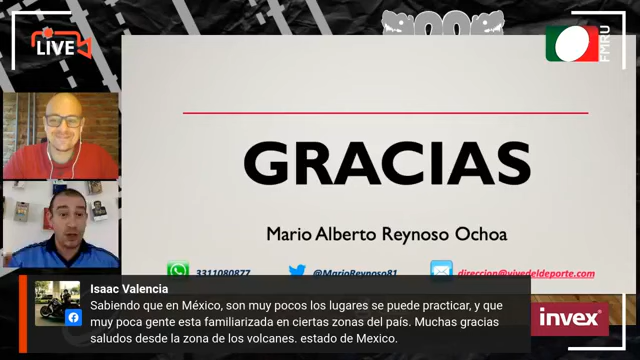 LIVE
FMRU
GRACIAS
Mario Alberto Reynoso Ochoa
3311080877 @MarioReynoso81 direccion@vivedeldeporte.com
Isaac Valencia
Sabiendo que en México, son muy pocos los lugares se puede practicar, y que
muy poca gente esta familiarizada en ciertas zonas del país. Muchas gracias
saludos desde la zona de los volcanes. estado de Mexico.
invex